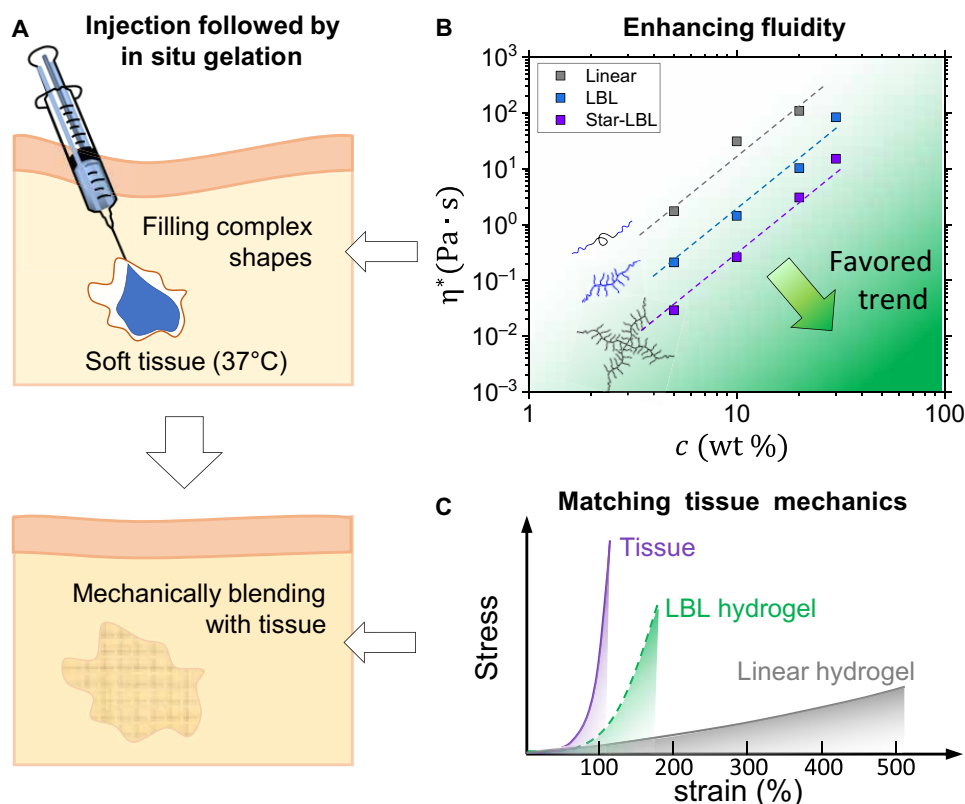 A
Injection followed by
in situ gelation
Filling complex
shapes
Soft tissue (37°C)
Mechanically blending
with tissue
B
Enhancing fluidity
Linear
LBL
Star-LBL
10³
10²
10¹
10⁰
10⁻¹
10⁻²
10⁻³
η* (Pa · s)
Favored
trend
1
10
100
c (wt %)
C
Matching tissue mechanics
Tissue
LBL hydrogel
Linear hydrogel
Stress
100
200
300
400
500
strain (%)